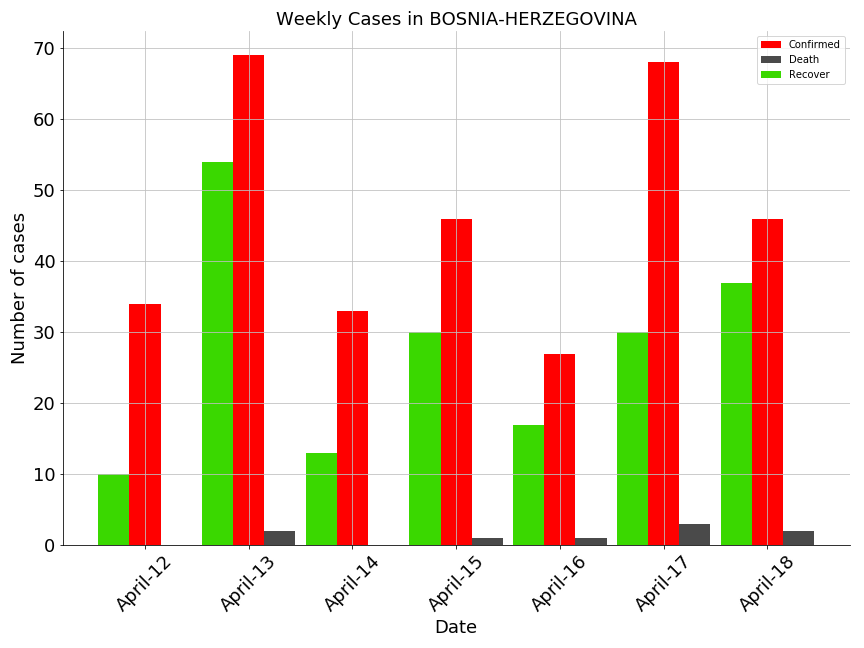 Weekly Cases in BOSNIA-HERZEGOVINA
Confirmed
Death
Recover
Number of cases
70
60
50
40
30
20
10
0
April-12
April-13
April-14
April-15
April-16
April-17
April-18
Date